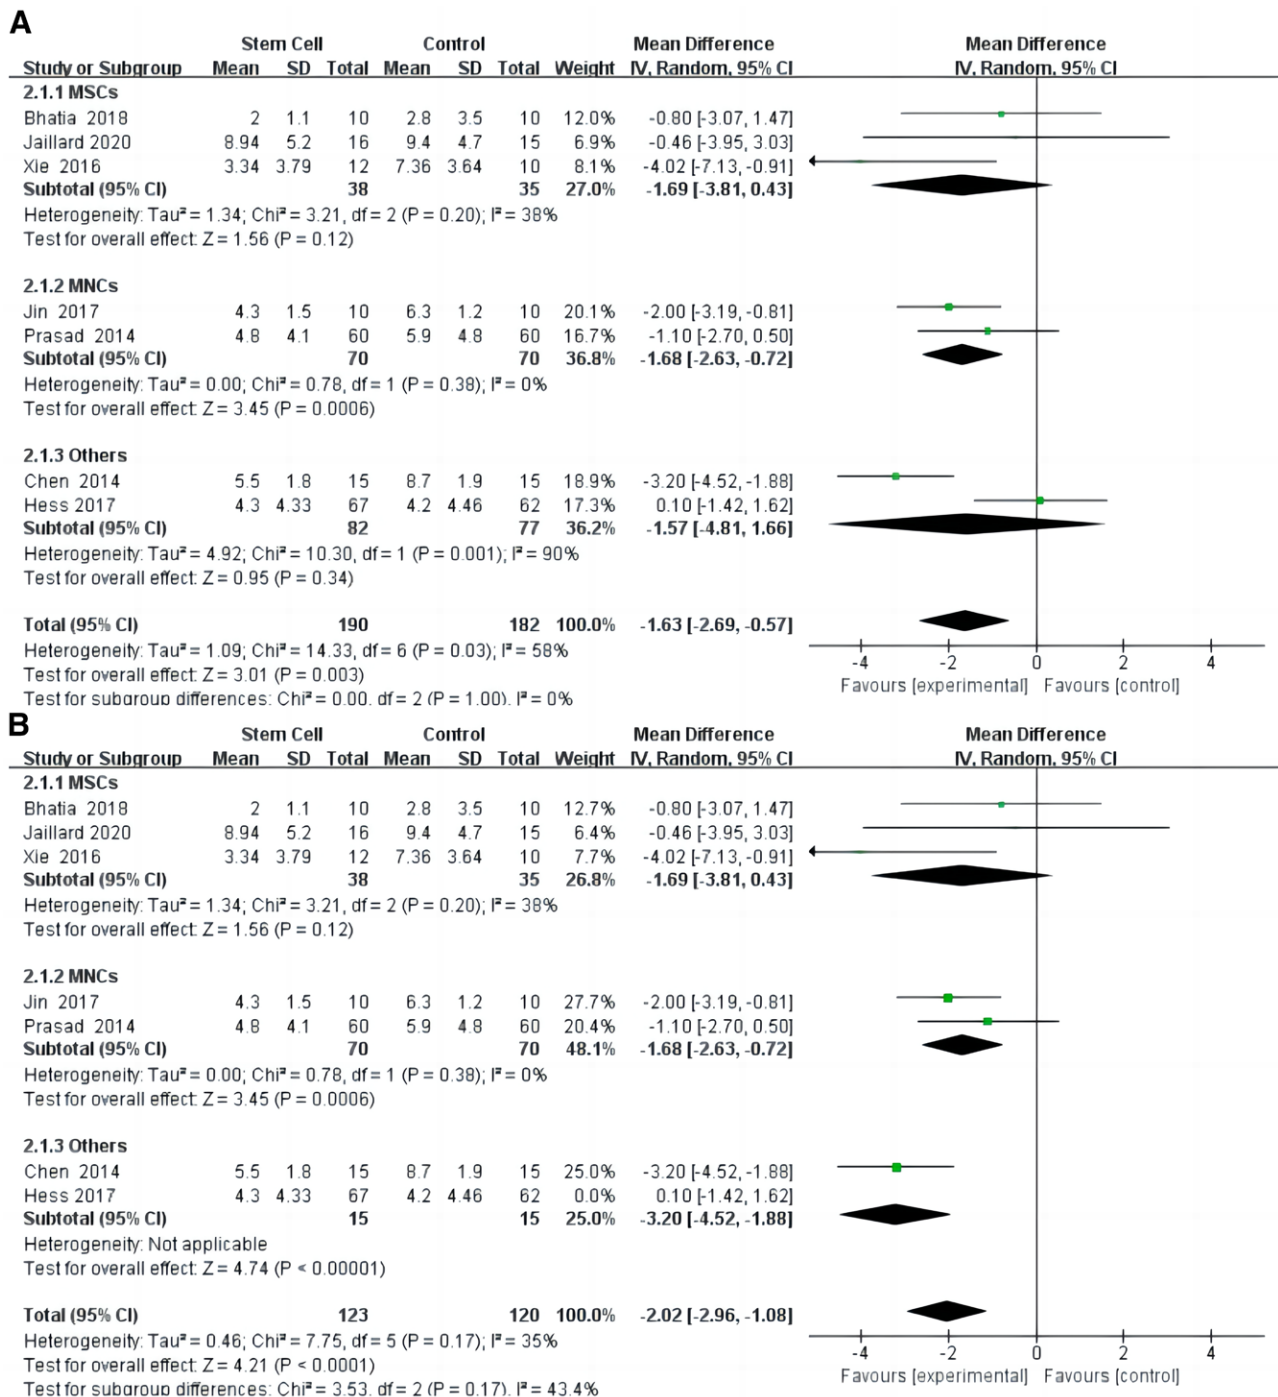 A
Stem Cell Control Mean Difference Mean Difference
Study or Subgroup Mean SD Total Mean SD Total Weight IV, Random, 95% CI IV, Random, 95% CI
2.1.1 MSCs
Bhatia 2018 2 1.1 10 2.8 3.5 10 12.0% -0.80 [-3.07, 1.47]
Jaillard 2020 8.94 5.2 16 9.4 4.7 15 6.9% -0.46 [-3.95, 3.03]
Xie 2016 3.34 3.79 12 7.36 3.64 10 8.1% -4.02 [-7.13, -0.91]
Subtotal (95% CI) 38 35 27.0% -1.69 [-3.81, 0.43]
Heterogeneity: Tau² = 1.34; Chi² = 3.21, df = 2 (P = 0.20); I² = 38%
Test for overall effect: Z = 1.56 (P = 0.12)
2.1.2 MNCs
Jin 2017 4.3 1.5 10 6.3 1.2 10 20.1% -2.00 [-3.19, -0.81]
Prasad 2014 4.8 4.1 60 5.9 4.8 60 16.7% -1.10 [-2.70, 0.50]
Subtotal (95% CI) 70 70 36.8% -1.68 [-2.63, -0.72]
Heterogeneity: Tau² = 0.00; Chi² = 0.78, df = 1 (P = 0.38); I² = 0%
Test for overall effect: Z = 3.45 (P = 0.0006)
2.1.3 Others
Chen 2014 5.5 1.8 15 8.7 1.9 15 18.9% -3.20 [-4.52, -1.88]
Hess 2017 4.3 4.33 67 4.2 4.46 62 17.3% 0.10 [-1.42, 1.62]
Subtotal (95% CI) 82 77 36.2% -1.57 [-4.81, 1.66]
Heterogeneity: Tau² = 4.92; Chi² = 10.30, df = 1 (P = 0.001); I² = 90%
Test for overall effect: Z = 0.95 (P = 0.34)
Total (95% CI) 190 182 100.0% -1.63 [-2.69, -0.57]
Heterogeneity: Tau² = 1.09; Chi² = 14.33, df = 6 (P = 0.03); I² = 58%
Test for overall effect: Z = 3.01 (P = 0.003)
Test for subgroup differences: Chi² = 0.00, df = 2 (P = 1.00), I² = 0%
-4 -2 0 2 4
Favours [experimental] Favours [control]
B
Stem Cell Control Mean Difference Mean Difference
Study or Subgroup Mean SD Total Mean SD Total Weight IV, Random, 95% CI IV, Random, 95% CI
2.1.1 MSCs
Bhatia 2018 2 1.1 10 2.8 3.5 10 12.7% -0.80 [-3.07, 1.47]
Jaillard 2020 8.94 5.2 16 9.4 4.7 15 6.4% -0.46 [-3.95, 3.03]
Xie 2016 3.34 3.79 12 7.36 3.64 10 7.7% -4.02 [-7.13, -0.91]
Subtotal (95% CI) 38 35 26.8% -1.69 [-3.81, 0.43]
Heterogeneity: Tau² = 1.34; Chi² = 3.21, df = 2 (P = 0.20); I² = 38%
Test for overall effect: Z = 1.56 (P = 0.12)
2.1.2 MNCs
Jin 2017 4.3 1.5 10 6.3 1.2 10 27.7% -2.00 [-3.19, -0.81]
Prasad 2014 4.8 4.1 60 5.9 4.8 60 20.4% -1.10 [-2.70, 0.50]
Subtotal (95% CI) 70 70 48.1% -1.68 [-2.63, -0.72]
Heterogeneity: Tau² = 0.00; Chi² = 0.78, df = 1 (P = 0.38); I² = 0%
Test for overall effect: Z = 3.45 (P = 0.0006)
2.1.3 Others
Chen 2014 5.5 1.8 15 8.7 1.9 15 25.0% -3.20 [-4.52, -1.88]
Hess 2017 4.3 4.33 67 4.2 4.46 62 0.0% 0.10 [-1.42, 1.62]
Subtotal (95% CI) 15 15 25.0% -3.20 [-4.52, -1.88]
Heterogeneity: Not applicable
Test for overall effect: Z = 4.74 (P < 0.00001)
Total (95% CI) 123 120 100.0% -2.02 [-2.96, -1.08]
Heterogeneity: Tau² = 0.46; Chi² = 7.75, df = 5 (P = 0.17); I² = 35%
Test for overall effect: Z = 4.21 (P < 0.0001)
Test for subgroup differences: Chi² = 3.53, df = 2 (P = 0.17), I² = 43.4%
-4 -2 0 2 4
Favours [experimental] Favours [control]